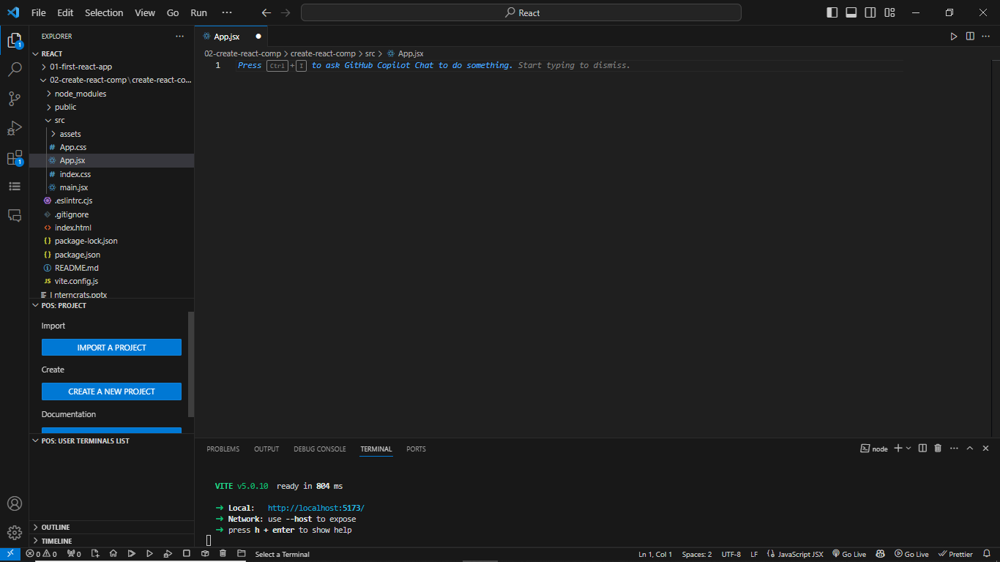 File Edit Selection View Go Run ··· React
EXPLORER ···
REACT
01-first-react-app
02-create-react-comp\create-react-co...
node_modules
public
src
assets
# App.css
App.jsx
# index.css
main.jsx
.eslintrc.cjs
.gitignore
<> index.html
{} package-lock.json
{} package.json
README.md
JS vite.config.js
Interncrats.pptx
POS: PROJECT
Import
IMPORT A PROJECT
Create
CREATE A NEW PROJECT
Documentation
POS: USER TERMINALS LIST
OUTLINE
TIMELINE
1
1
App.jsx
02-create-react-comp > create-react-comp > src > App.jsx
1 Press Ctrl + I to ask GitHub Copilot Chat to do something. Start typing to dismiss.
PROBLEMS OUTPUT DEBUG CONSOLE TERMINAL PORTS node
VITE v5.0.10 ready in 804 ms
➜ Local: http://localhost:5173/
➜ Network: use --host to expose
➜ press h + enter to show help
0 0 0 Select a Terminal Ln 1, Col 1 Spaces: 2 UTF-8 LF {} JavaScript JSX Go Live Go Live Prettier